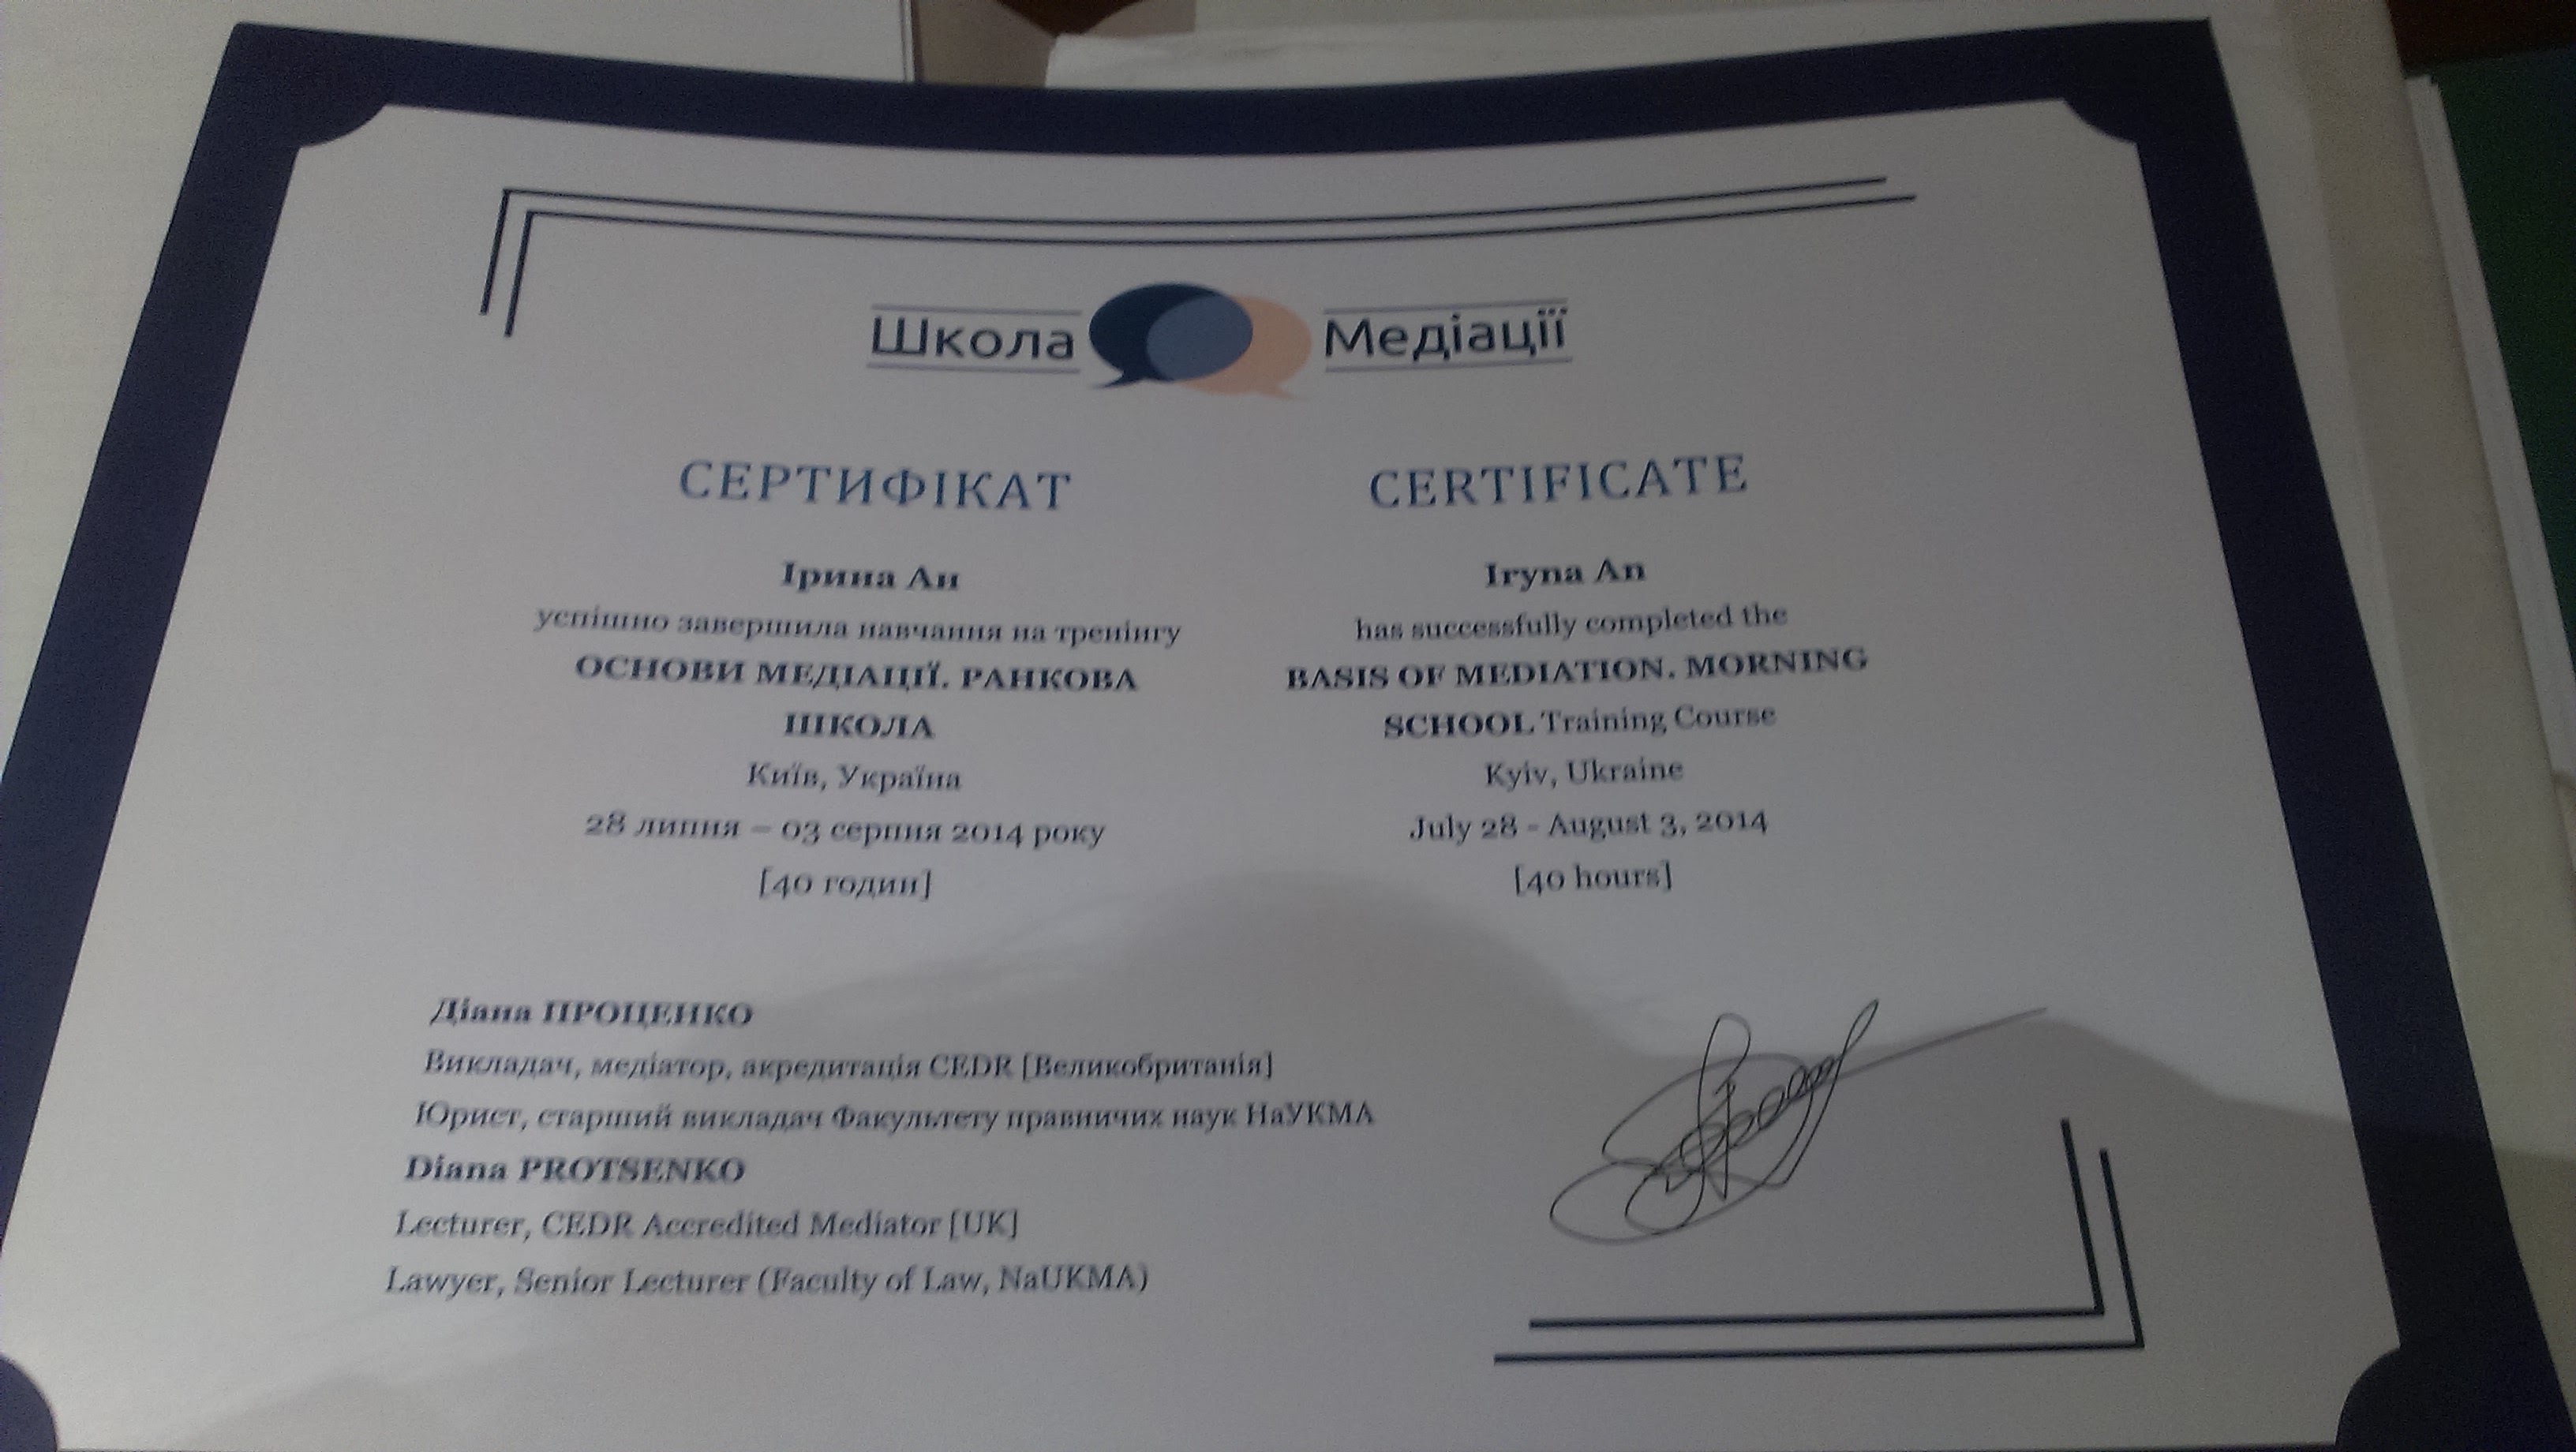 Школа Медіації
СЕРТИФІКАТ
Ірина Ан
успішно завершила навчання на тренінгу
ОСНОВИ МЕДІАЦІЇ. РАНКОВА
ШКОЛА
Київ, Україна
28 липня – 03 серпня 2014 року
[40 годин]
CERTIFICATE
Iryna An
has successfully completed the
BASIS OF MEDIATION. MORNING
SCHOOL Training Course
Kyiv, Ukraine
July 28 - August 3, 2014
[40 hours]
Діана ПРОЦЕНКО
Викладач, медіатор, акредитація CEDR [Великобританія]
Юрист, старший викладач Факультету правничих наук НаУКМА
Diana PROTSENKO
Lecturer, CEDR Accredited Mediator [UK]
Lawyer, Senior Lecturer (Faculty of Law, NaUKMA)